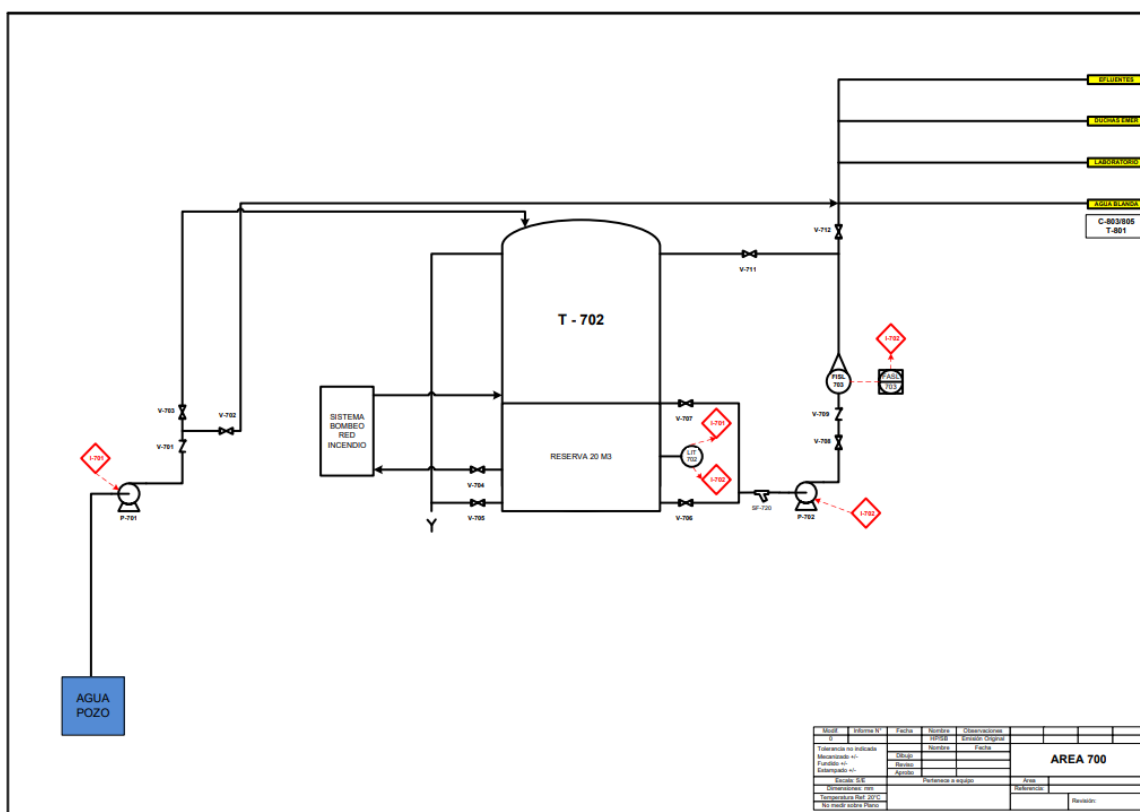 EFLUENTES
DUCHAS EMER
LABORATORIO
AGUA BLANDA
C-803/805
T-801
V-712
V-711
T - 702
I-702
FISL
703
FASL
703
V-703
V-702
V-701
SISTEMA
BOMBEO
RED
INCENDIO
V-707
V-709
I-701
RESERVA 20 M3
LIT
702
V-708
I-701
I-702
V-704
SF-720
P-701
V-705
V-706
P-702
I-702
AGUA
POZO
Modif. Informe N° Fecha Nombre Observaciones
0 HP/SB Emisión Original
Tolerancia no indicada Nombre Fecha
Mecanizado +/- Dibujo
Fundido +/- Reviso
Estampado +/- Aprobo
AREA 700
Escala: S/E Pertenece a equipo Area
Dimensiones: mm Referencia:
Temperatura Ref: 20°C Revisión:
No medir sobre Plano